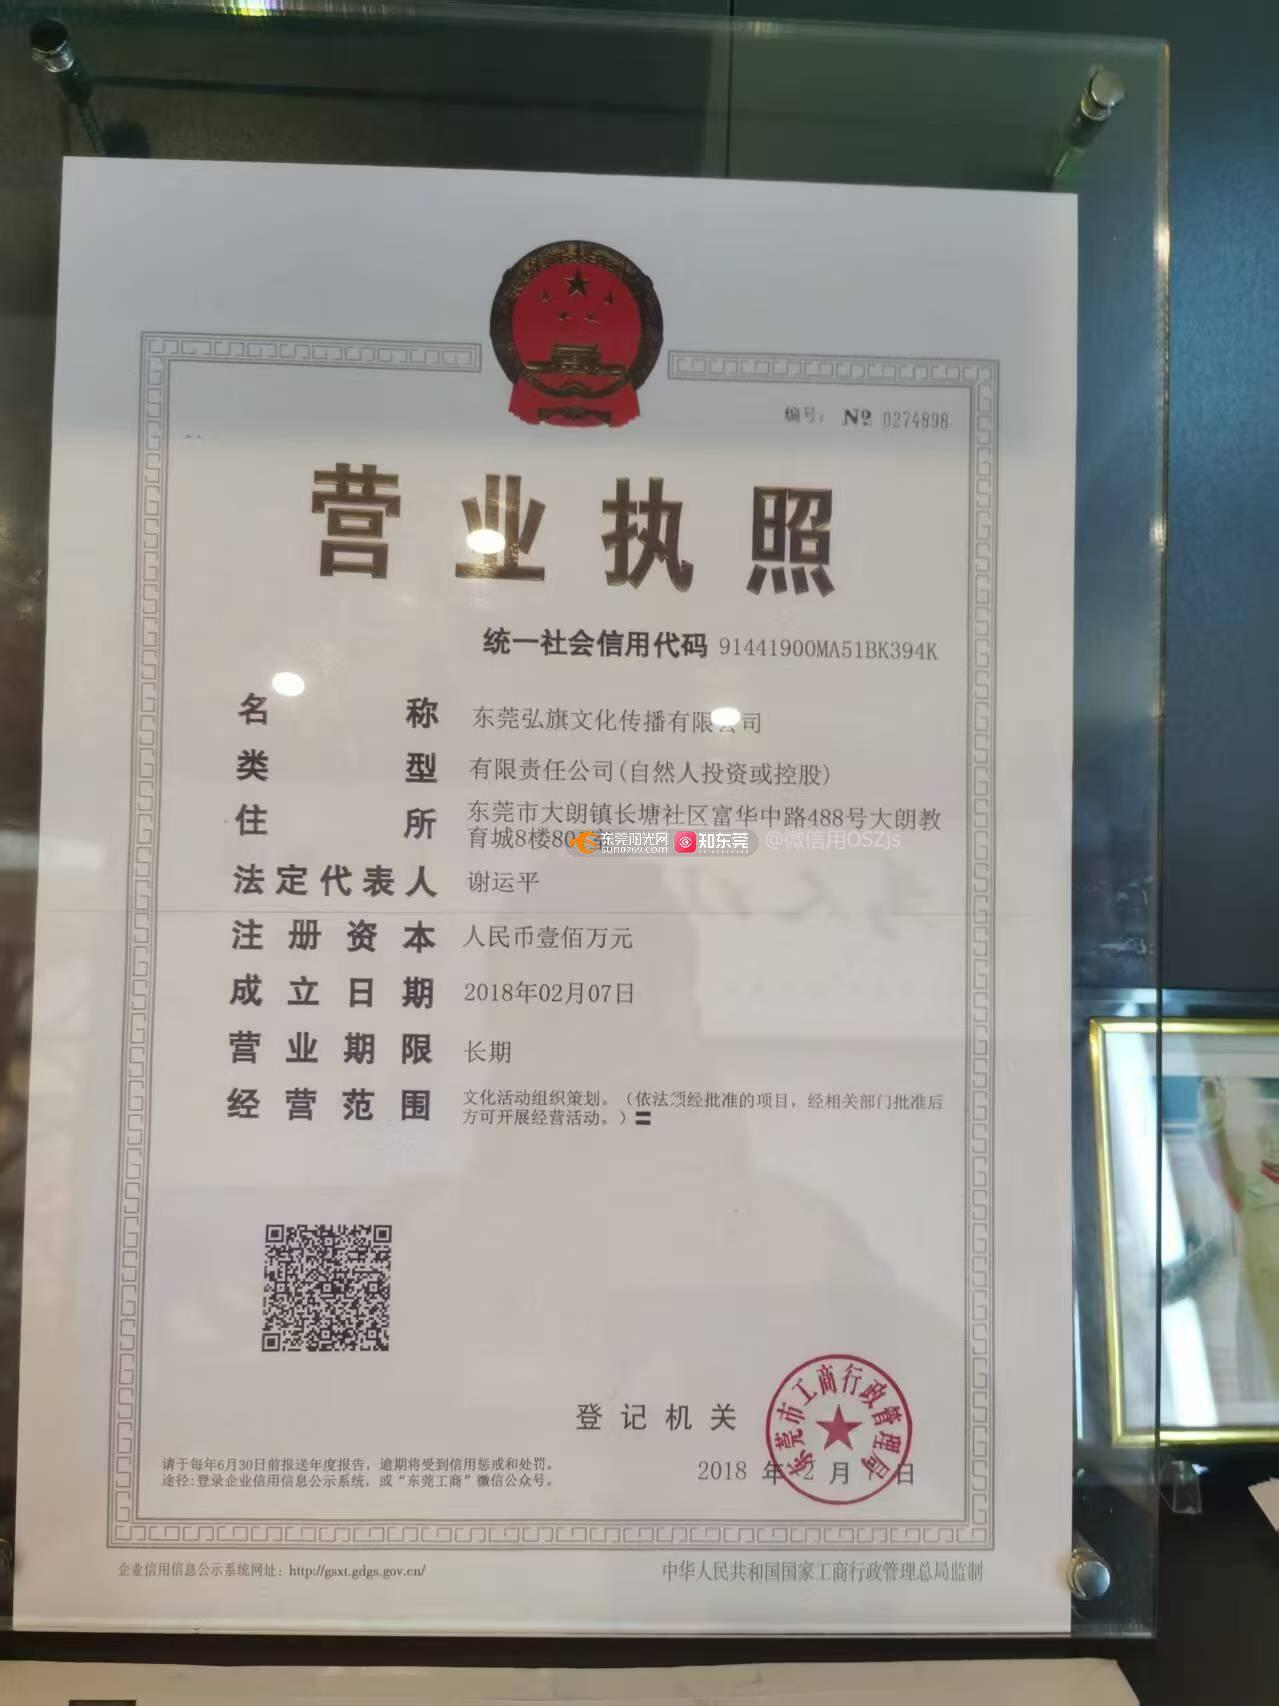 编号： № 0274898
营业执照
统一社会信用代码 91441900MA51BK394K
名称 东莞弘旗文化传播有限公司
类型 有限责任公司(自然人投资或控股)
住所 东莞市大朗镇长塘社区富华中路488号大朗教
育城8楼80
东莞阳光网 sun0769.com 知东莞 @微信用OSZjs
法定代表人 谢运平
注册资本 人民币壹佰万元
成立日期 2018年02月07日
营业期限 长期
经营范围 文化活动组织策划。（依法须经批准的项目，经相关部门批准后
方可开展经营活动。）〓
登记机关
东莞市工商行政管理局
2018 年 2 月 日
请于每年6月30日前报送年度报告，逾期将受到信用惩戒和处罚。
途径:登录企业信用信息公示系统，或“东莞工商”微信公众号。
企业信用信息公示系统网址：http://gsxt.gdgs.gov.cn/
中华人民共和国国家工商行政管理总局监制